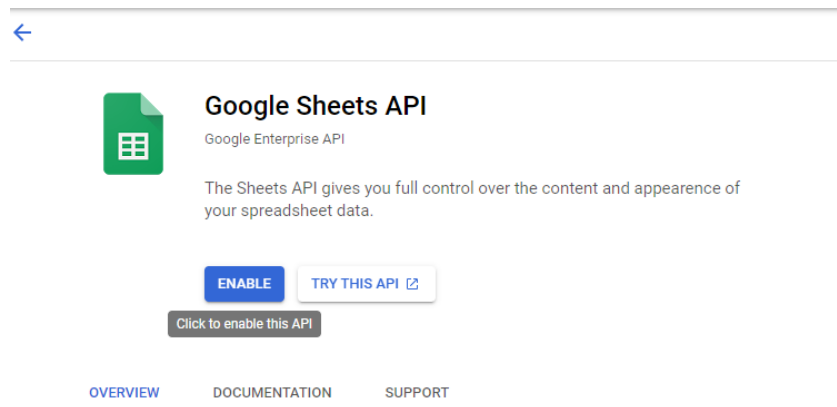 Google Sheets API
Google Enterprise API
The Sheets API gives you full control over the content and appearence of
your spreadsheet data.
ENABLE
TRY THIS API
Click to enable this API
OVERVIEW
DOCUMENTATION
SUPPORT